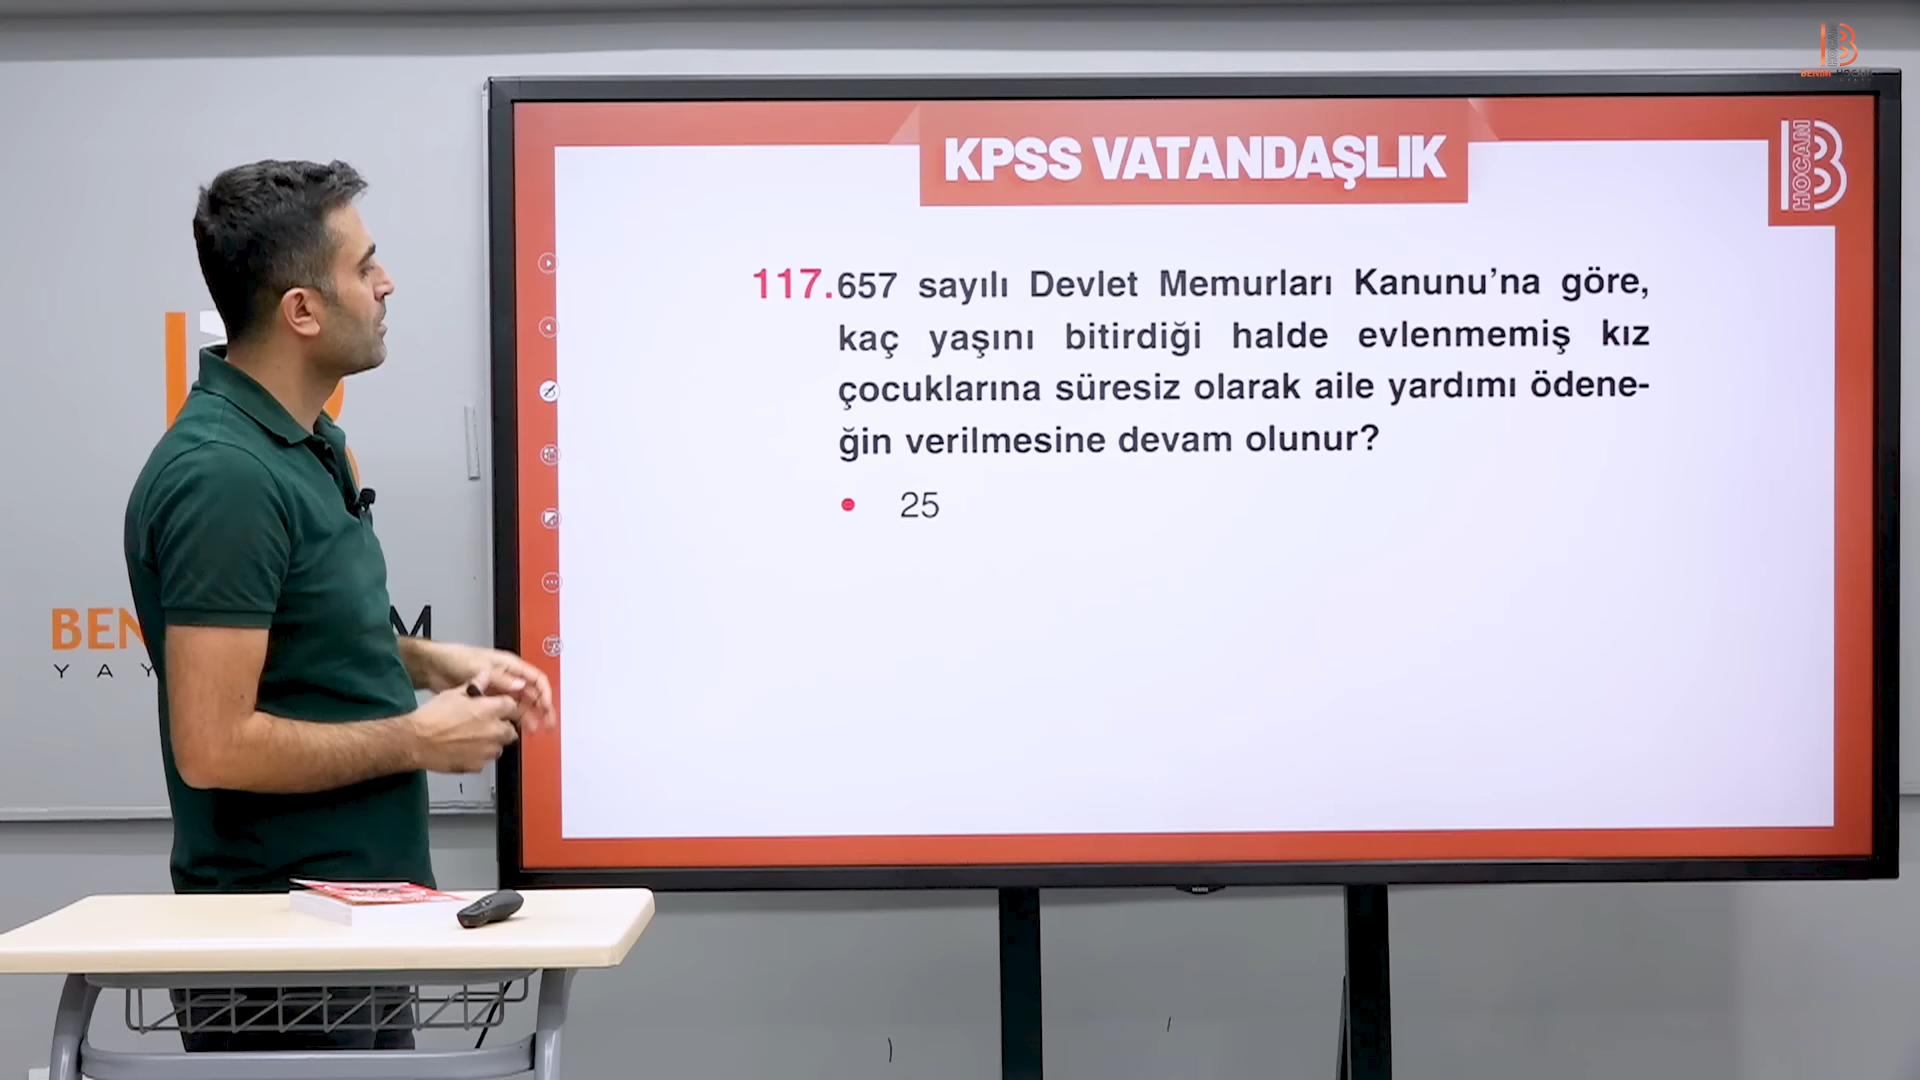 KPSS VATANDAŞLIK
HOCAM
117. 657 sayılı Devlet Memurları Kanunu’na göre,
kaç yaşını bitirdiği halde evlenmemiş kız
çocuklarına süresiz olarak aile yardımı ödene-
ğin verilmesine devam olunur?
• 25
BEN M
YAY